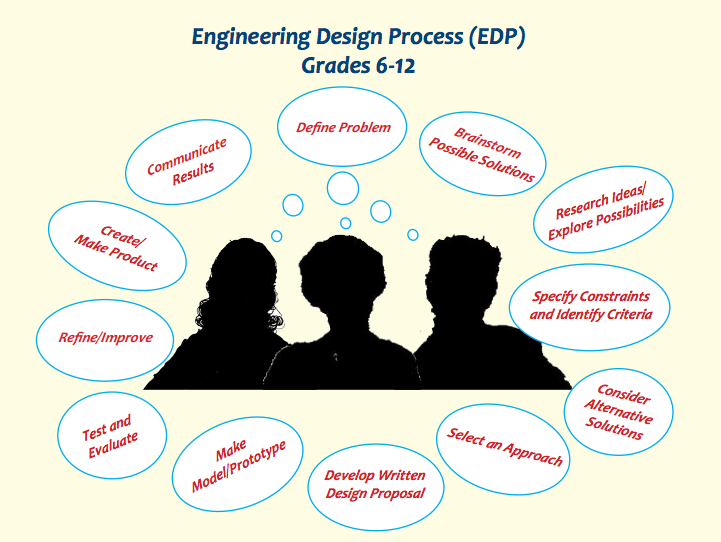 Engineering Design Process (EDP)
Grades 6-12
Define Problem
Brainstorm
Possible Solutions
Research Ideas/
Explore Possibilities
Specify Constraints
and Identify Criteria
Consider
Alternative
Solutions
Select an Approach
Develop Written
Design Proposal
Make
Model/Prototype
Test and
Evaluate
Refine/Improve
Create/
Make Product
Communicate
Results